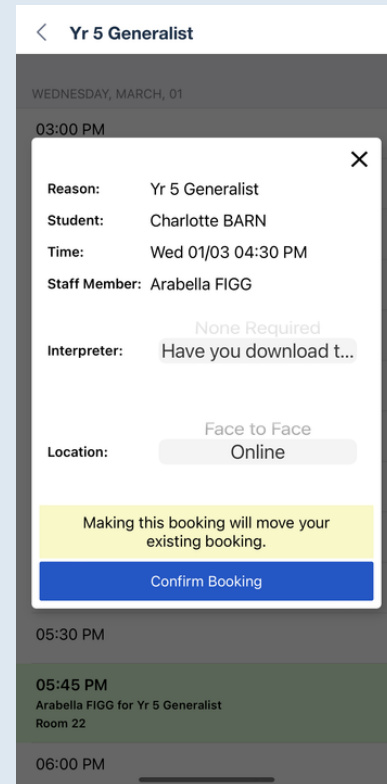 Yr 5 Generalist
WEDNESDAY, MARCH, 01
03:00 PM
Reason: Yr 5 Generalist
Student: Charlotte BARN
Time: Wed 01/03 04:30 PM
Staff Member: Arabella FIGG
None Required
Interpreter: Have you download t...
Face to Face
Location: Online
Making this booking will move your
existing booking.
Confirm Booking
05:30 PM
05:45 PM
Arabella FIGG for Yr 5 Generalist
Room 22
06:00 PM